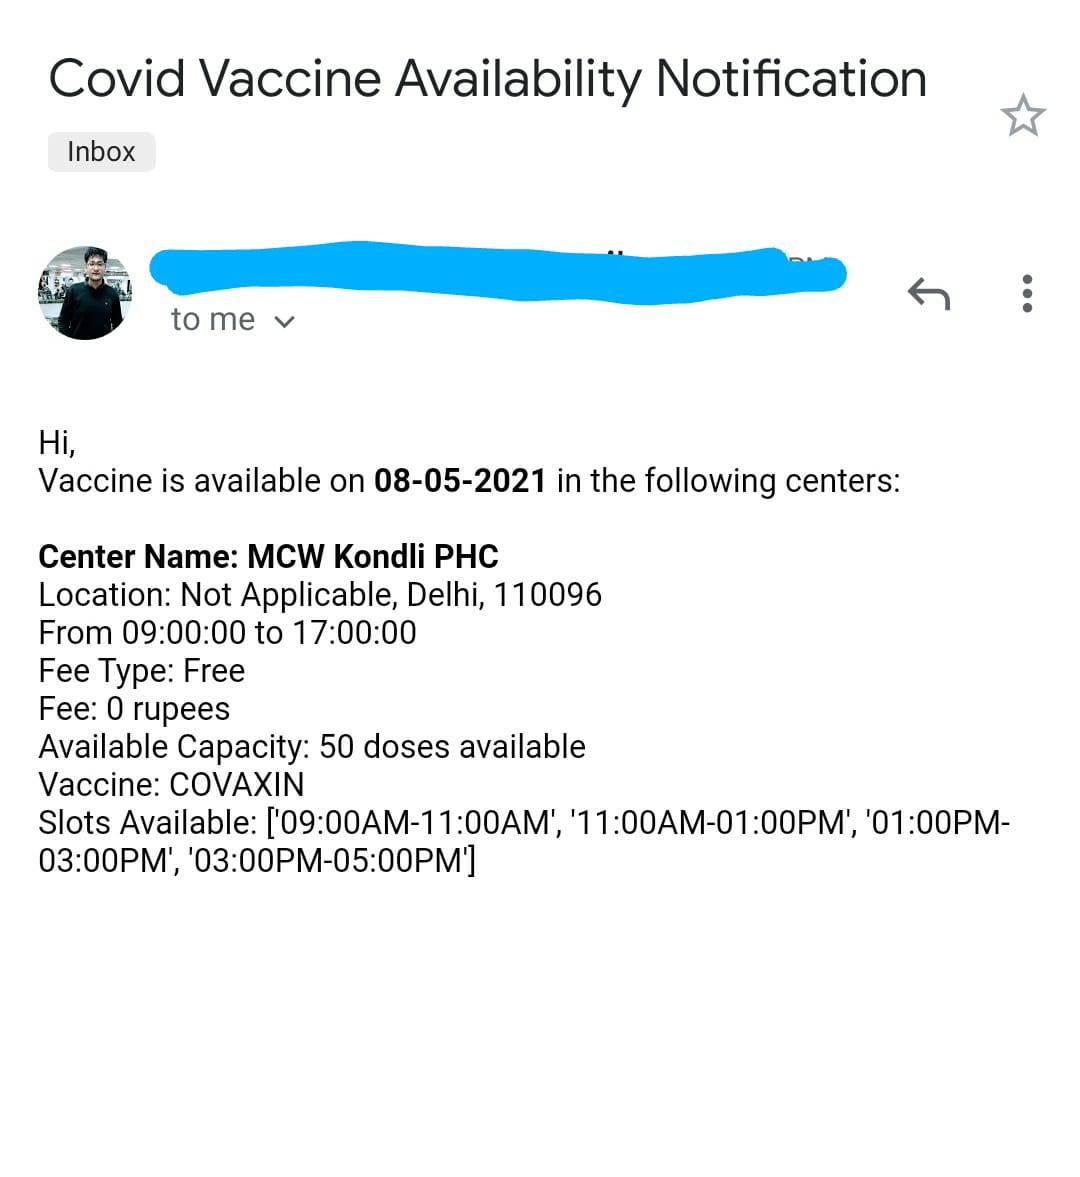 Covid Vaccine Availability Notification
Inbox
to me
Hi,
Vaccine is available on 08-05-2021 in the following centers:
Center Name: MCW Kondli PHC
Location: Not Applicable, Delhi, 110096
From 09:00:00 to 17:00:00
Fee Type: Free
Fee: 0 rupees
Available Capacity: 50 doses available
Vaccine: COVAXIN
Slots Available: ['09:00AM-11:00AM', '11:00AM-01:00PM', '01:00PM-
03:00PM', '03:00PM-05:00PM']